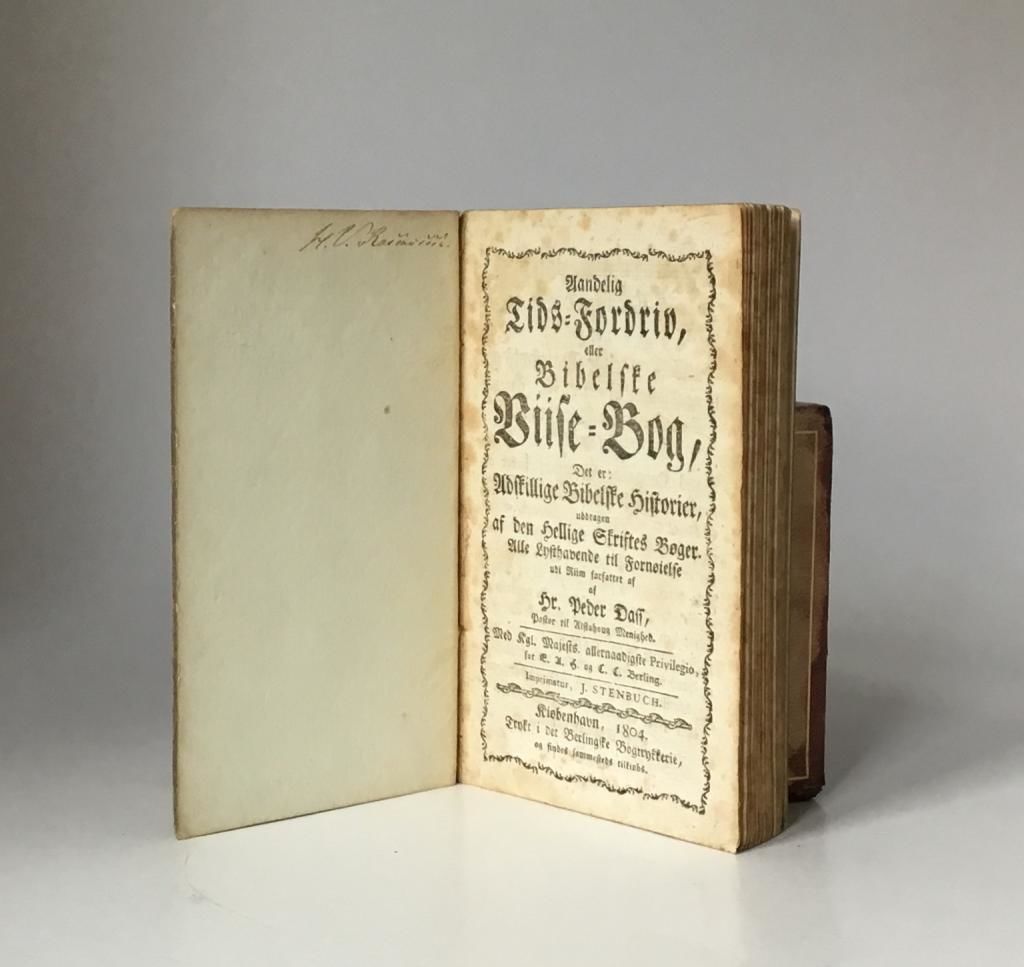 H. V. Rasmussen.
Aandelig
Tids-Fordriv,
eller
Bibelske
Viise-Bog,
Det er:
Adskillige Bibelske Historier,
uddragen
af den Hellige Skriftes Bøger.
Alle Lysthavende til Fornøielse
udi Riim forfattet af
af
Hr. Peder Dass,
Pastor til Alstahoug Menighed.
Med Kgl. Majests. allernaadigste Privilegio,
for E. A. H. og C. C. Berling.
Imprimatur, J. STENBUCH.
Kiøbenhavn, 1804.
Trykt i det Berlingske Bogtrykkerie,
og findes sammesteds tilkiøbs.